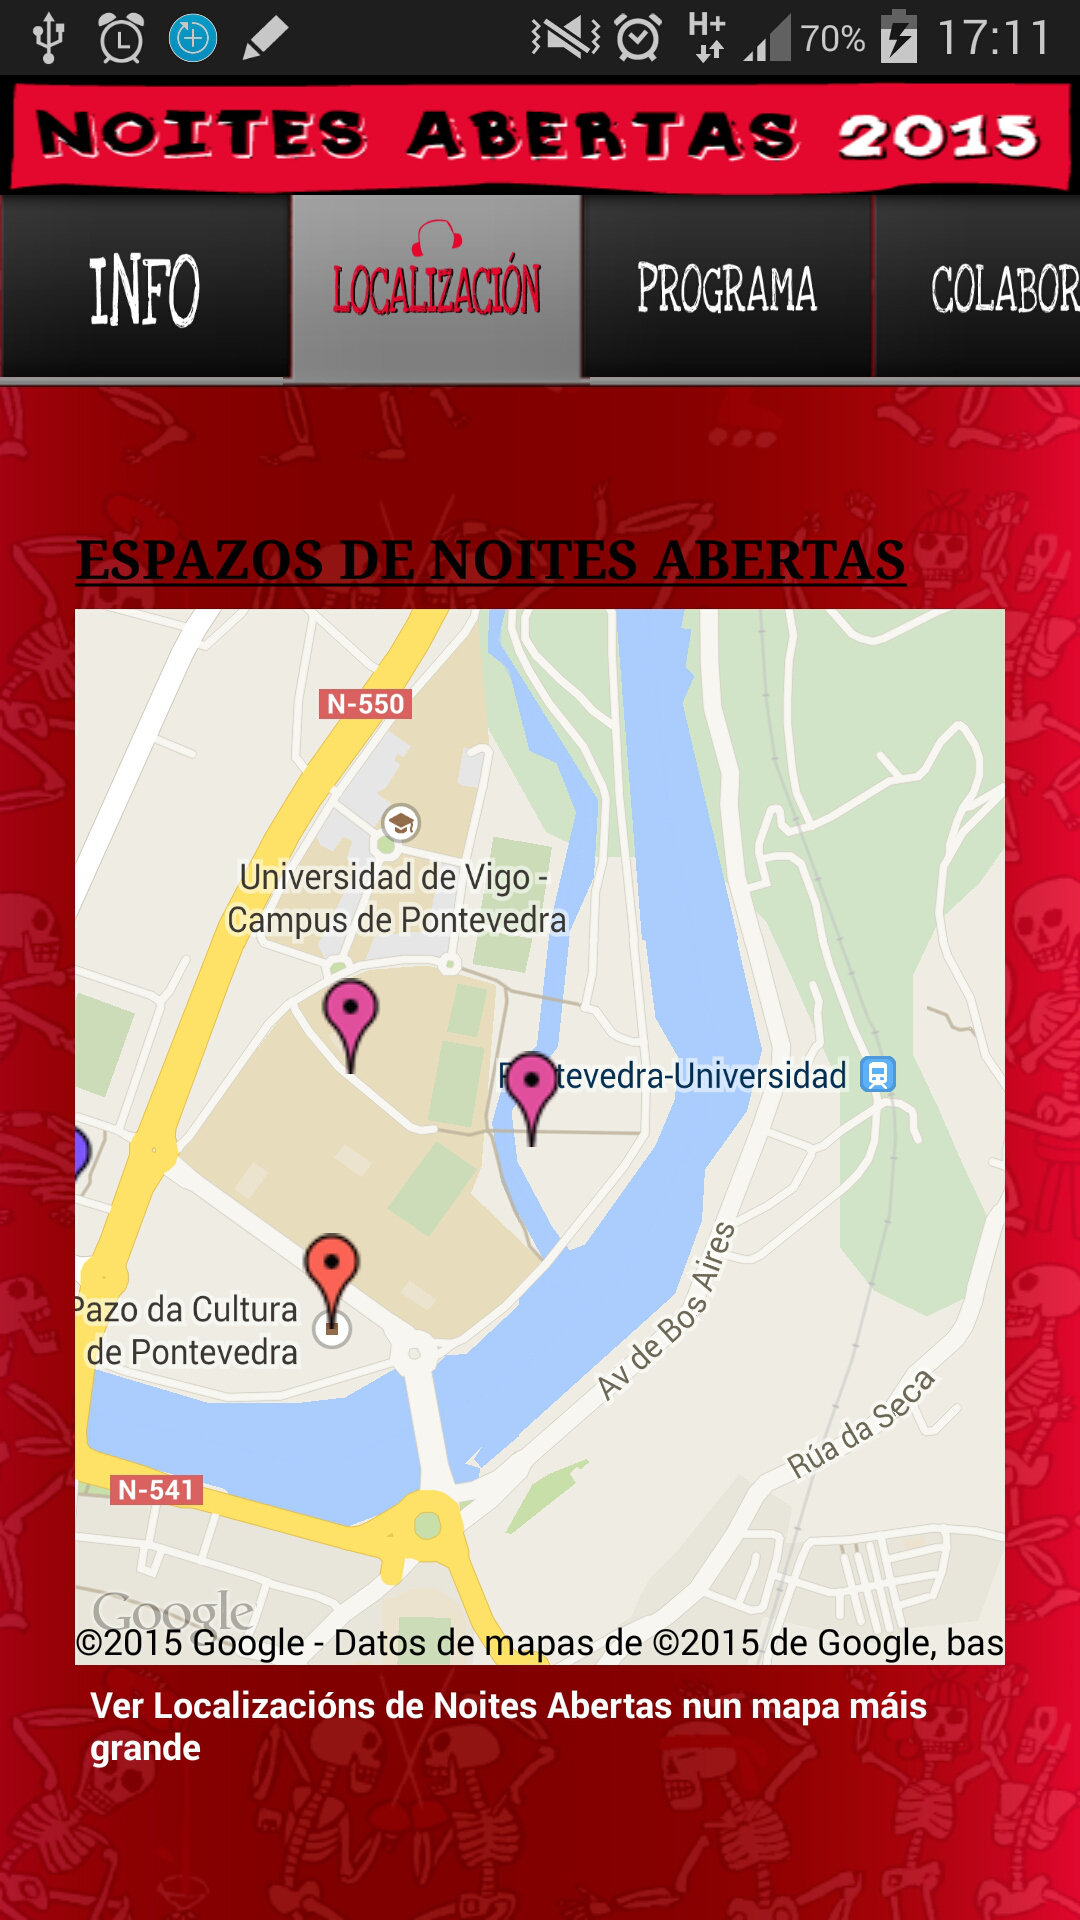 H+
70%
17:11
NOITES ABERTAS 2015
INFO
LOCALIZACIÓN
PROGRAMA
COLABOR
ESPAZOS DE NOITES ABERTAS
N-550
Universidad de Vigo -
Campus de Pontevedra
tevedra-Universidad
Pazo da Cultura
de Pontevedra
Av de Bos Aires
Rúa da Seca
N-541
Google
©2015 Google - Datos de mapas de ©2015 de Google, bas
Ver Localizacións de Noites Abertas nun mapa máis
grande